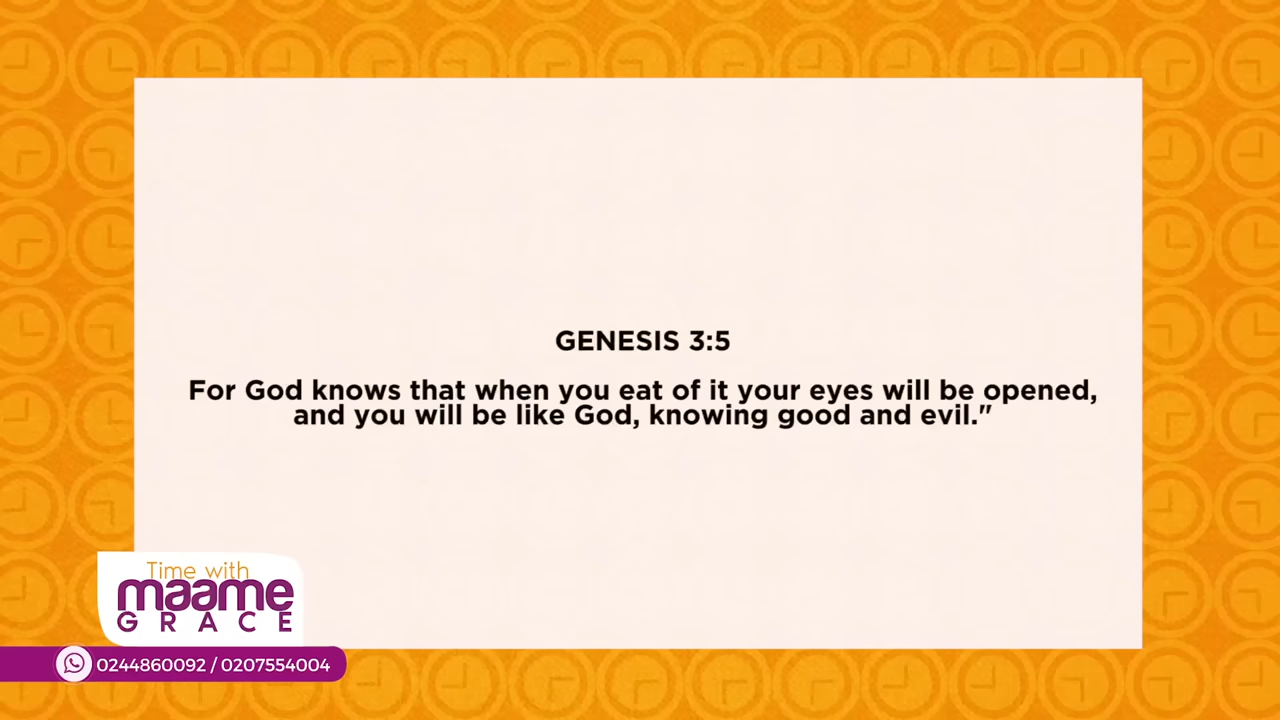 GENESIS 3:5
For God knows that when you eat of it your eyes will be opened,
and you will be like God, knowing good and evil."
Time with
maame
GRACE
0244860092 / 0207554004